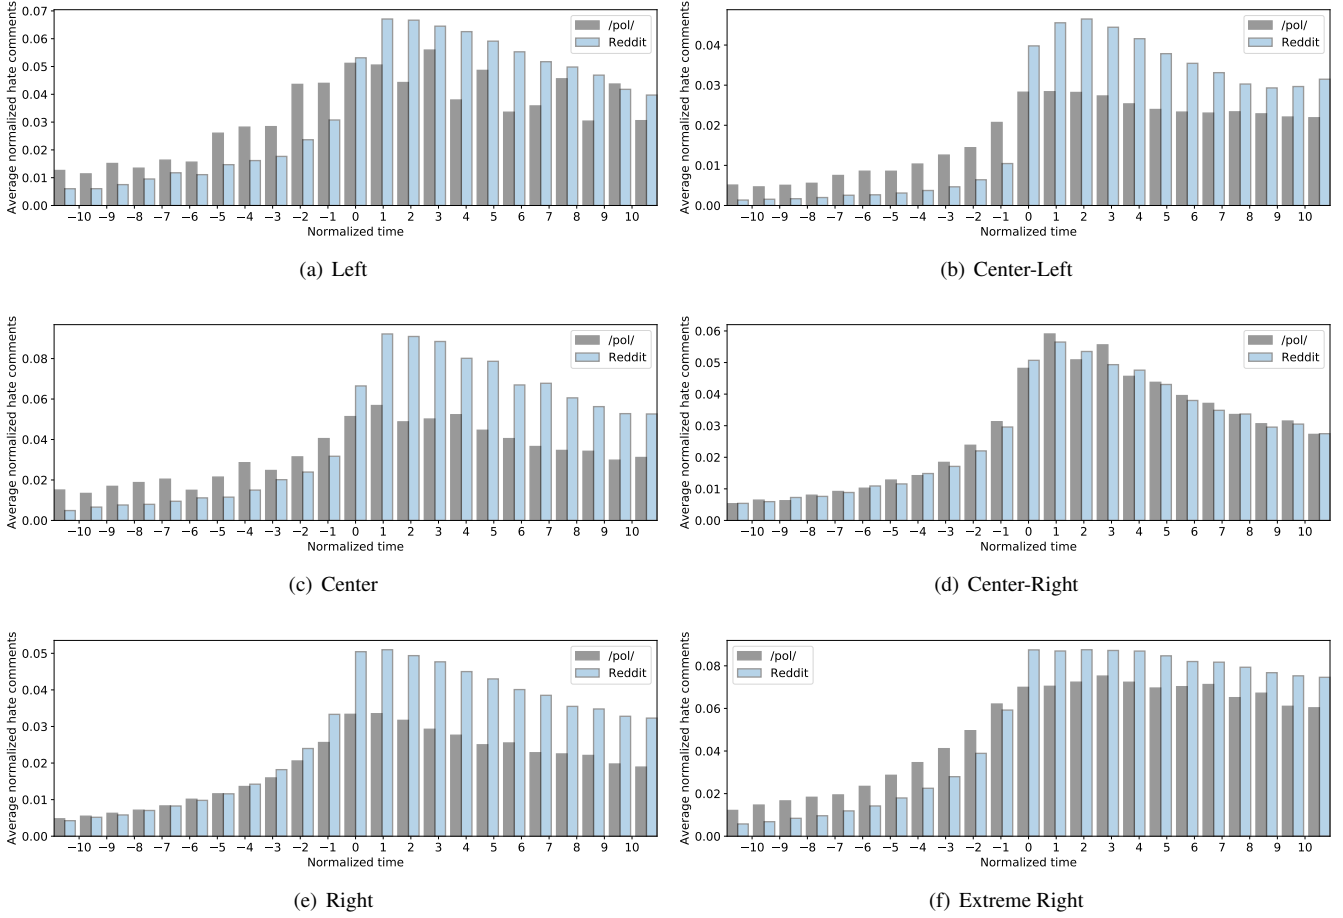 Average normalized hate comments
0.07
0.06
0.05
0.04
0.03
0.02
0.01
0.00
/pol/
Reddit
−10 −9 −8 −7 −6 −5 −4 −3 −2 −1 0 1 2 3 4 5 6 7 8 9 10
Normalized time
(a) Left
Average normalized hate comments
0.04
0.03
0.02
0.01
0.00
/pol/
Reddit
−10 −9 −8 −7 −6 −5 −4 −3 −2 −1 0 1 2 3 4 5 6 7 8 9 10
Normalized time
(b) Center-Left
Average normalized hate comments
0.08
0.06
0.04
0.02
0.00
/pol/
Reddit
−10 −9 −8 −7 −6 −5 −4 −3 −2 −1 0 1 2 3 4 5 6 7 8 9 10
Normalized time
(c) Center
Average normalized hate comments
0.06
0.05
0.04
0.03
0.02
0.01
0.00
/pol/
Reddit
−10 −9 −8 −7 −6 −5 −4 −3 −2 −1 0 1 2 3 4 5 6 7 8 9 10
Normalized time
(d) Center-Right
Average normalized hate comments
0.05
0.04
0.03
0.02
0.01
0.00
/pol/
Reddit
−10 −9 −8 −7 −6 −5 −4 −3 −2 −1 0 1 2 3 4 5 6 7 8 9 10
Normalized time
(e) Right
Average normalized hate comments
0.08
0.06
0.04
0.02
0.00
/pol/
Reddit
−10 −9 −8 −7 −6 −5 −4 −3 −2 −1 0 1 2 3 4 5 6 7 8 9 10
Normalized time
(f) Extreme Right